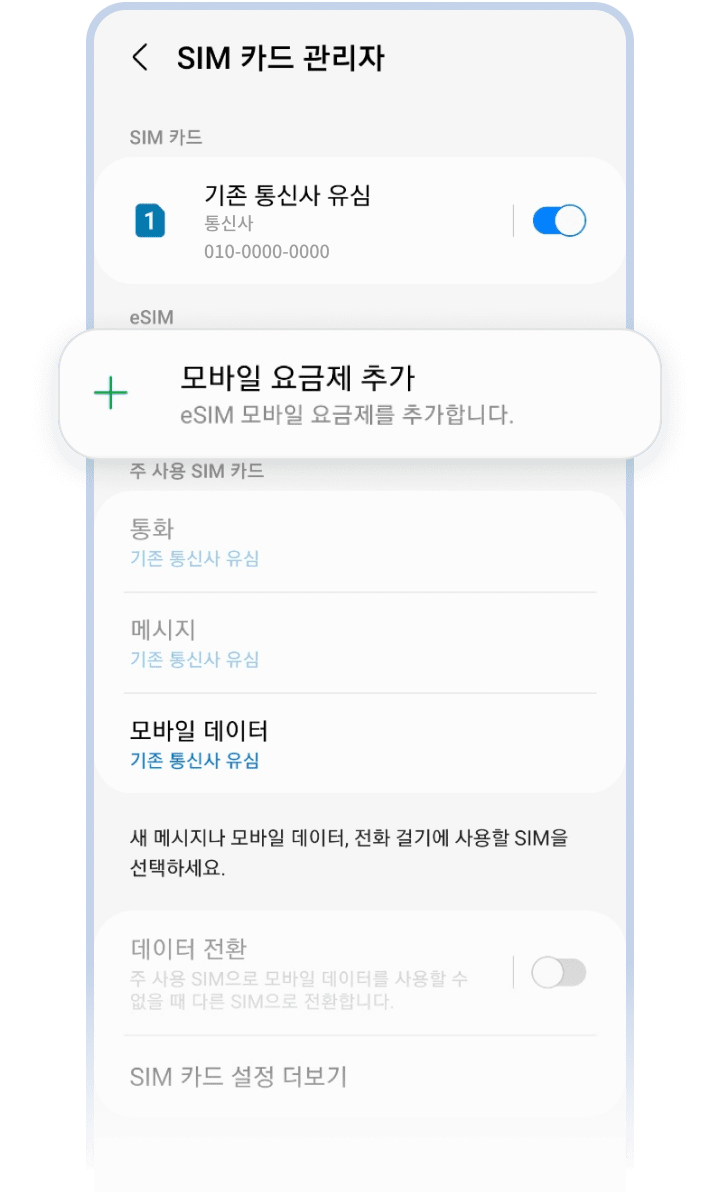 SIM 카드 관리자
SIM 카드
1
기존 통신사 유심
통신사
010-0000-0000
eSIM
모바일 요금제 추가
eSIM 모바일 요금제를 추가합니다.
주 사용 SIM 카드
통화
기존 통신사 유심
메시지
기존 통신사 유심
모바일 데이터
기존 통신사 유심
새 메시지나 모바일 데이터, 전화 걸기에 사용할 SIM을
선택하세요.
데이터 전환
주 사용 SIM으로 모바일 데이터를 사용할 수
없을 때 다른 SIM으로 전환합니다.
SIM 카드 설정 더보기